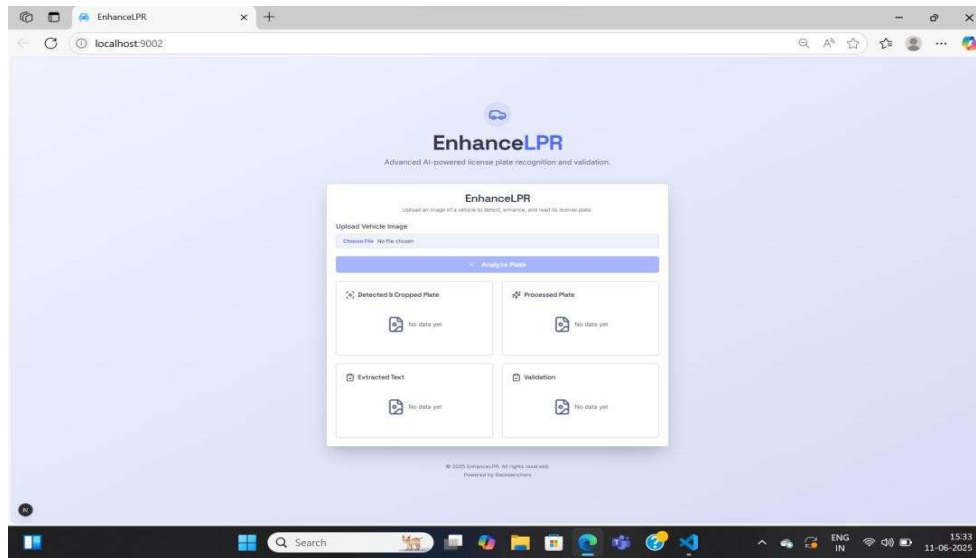 EnhanceLPR
localhost:9002
EnhanceLPR
Advanced AI-powered license plate recognition and validation.
EnhanceLPR
Upload an image of a vehicle to detect, enhance, and read its license plate.
Upload Vehicle Image
Choose File No file chosen
Analyze Plate
Detected & Cropped Plate
Processed Plate
No data yet
No data yet
Extracted Text
Validation
No data yet
No data yet
© 2025 EnhanceLPR. All rights reserved.
Powered by Backbenchers
N
Search
ENG
IN
15:33
11-06-2025